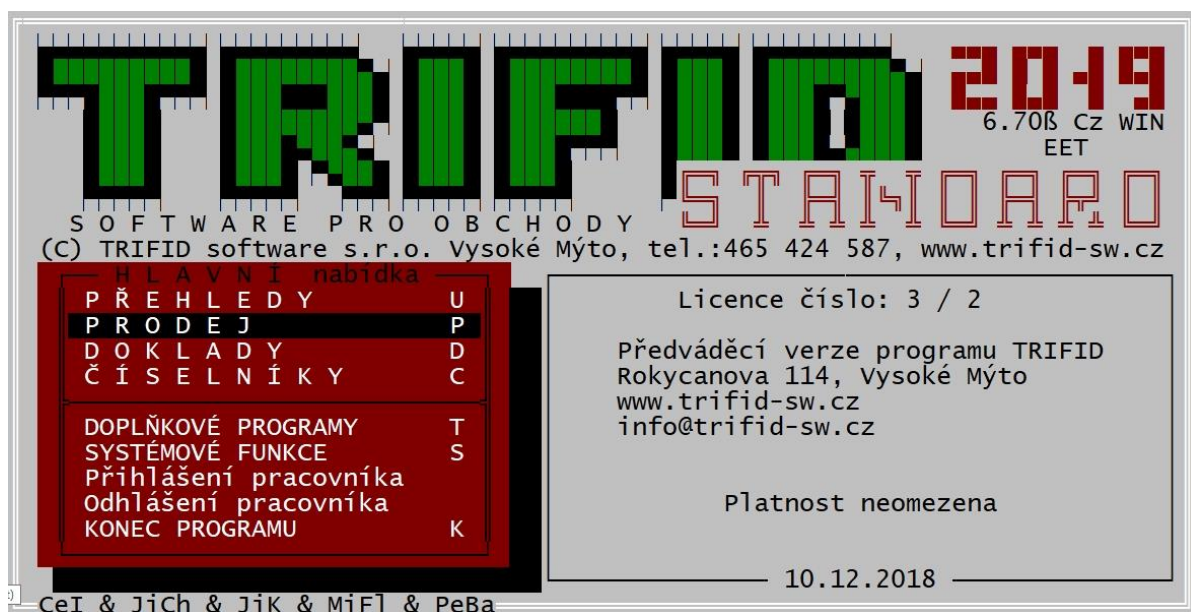 TRIFID 2019
6.70ß Cz WIN
EET
STANDARD
SOFTWARE PRO OBCHODY
(C) TRIFID software s.r.o. Vysoké Mýto, tel.:465 424 587, www.trifid-sw.cz
HLAVNÍ nabídka
PŘEHLEDY U
PRODEJ P
DOKLADY D
ČÍSELNÍKY C
DOPLŇKOVÉ PROGRAMY T
SYSTÉMOVÉ FUNKCE S
Přihlášení pracovníka
Odhlášení pracovníka
KONEC PROGRAMU K
Licence číslo: 3 / 2
Předváděcí verze programu TRIFID
Rokycanova 114, Vysoké Mýto
www.trifid-sw.cz
info@trifid-sw.cz
Platnost neomezena
10.12.2018
CeI & JiCh & JiK & MiFl & PeBa